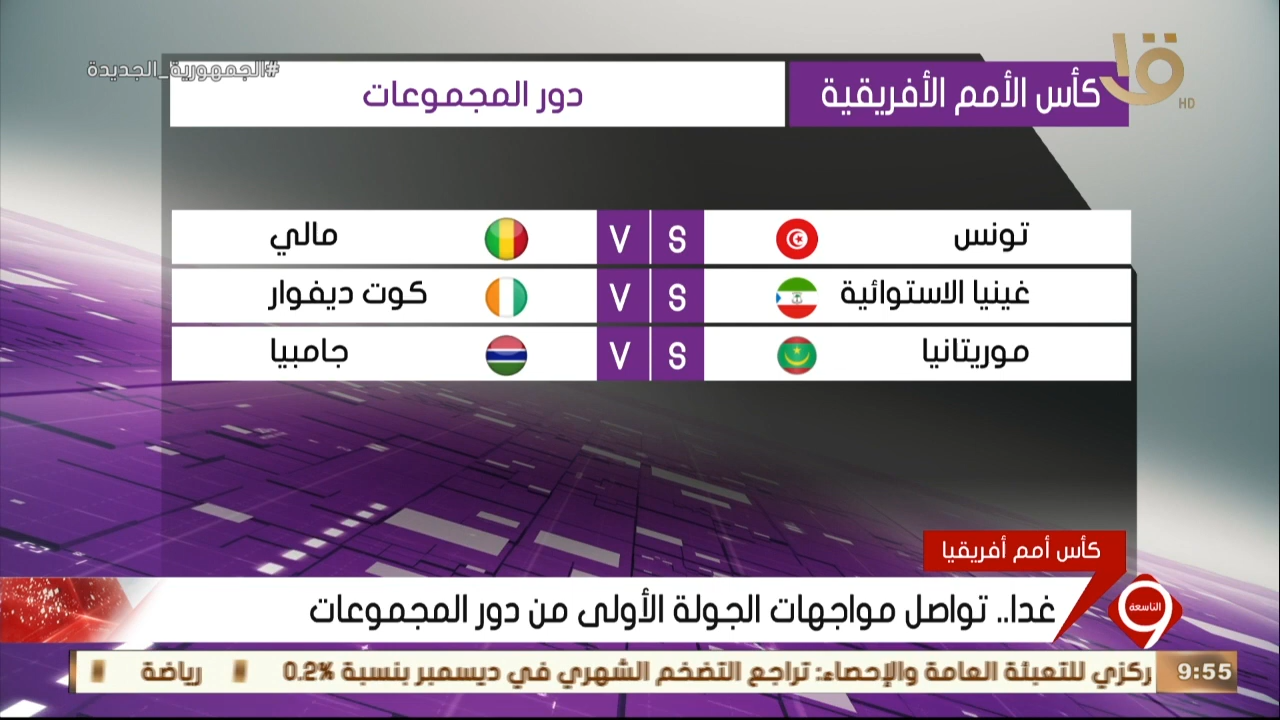 #الجمهورية_الجديدة
HD
كأس الأمم الأفريقية
دور المجموعات
تونس S V مالي
غينيا الاستوائية S V كوت ديفوار
موريتانيا S V جامبيا
كأس أمم أفريقيا
التاسعة 9
غدا.. تواصل مواجهات الجولة الأولى من دور المجموعات
9:55 ركزي للتعبئة العامة والإحصاء: تراجع التضخم الشهري في ديسمبر بنسبة 0.2% رياضة